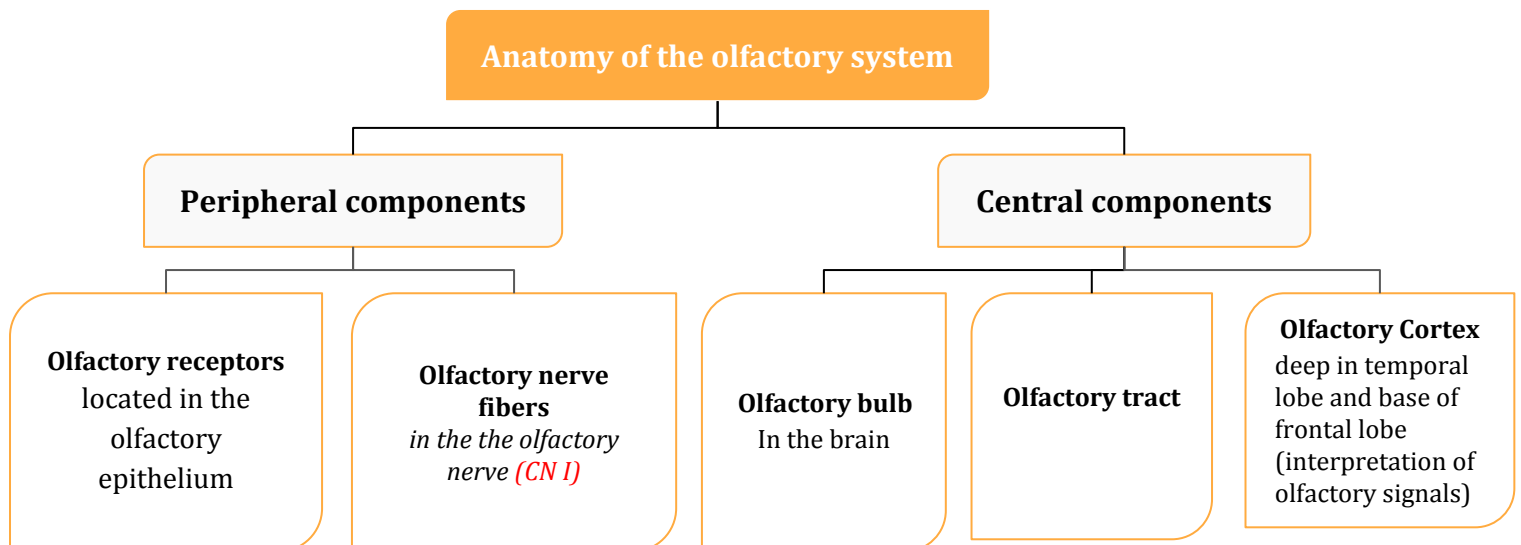 Anatomy of the olfactory system
Peripheral components
Central components
Olfactory receptors
located in the
olfactory
epithelium
Olfactory nerve
fibers
in the the olfactory
nerve (CN I)
Olfactory bulb
In the brain
Olfactory tract
Olfactory Cortex
deep in temporal
lobe and base of
frontal lobe
(interpretation of
olfactory signals)